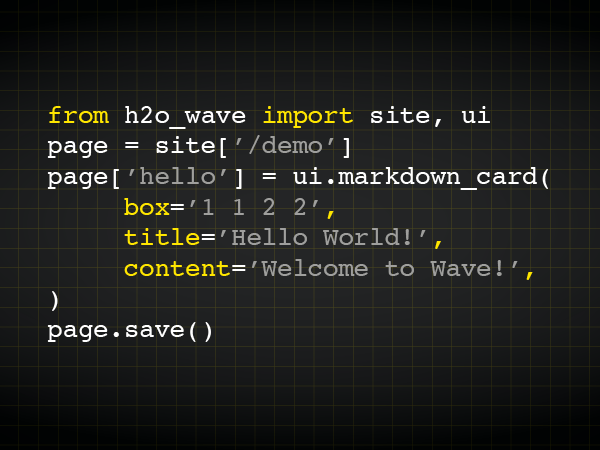 from h2o_wave import site, ui
page = site[’/demo’]
page[’hello’] = ui.markdown_card(
     box=’1 1 2 2’,
     title=’Hello World!’,
     content=’Welcome to Wave!’,
)
page.save()